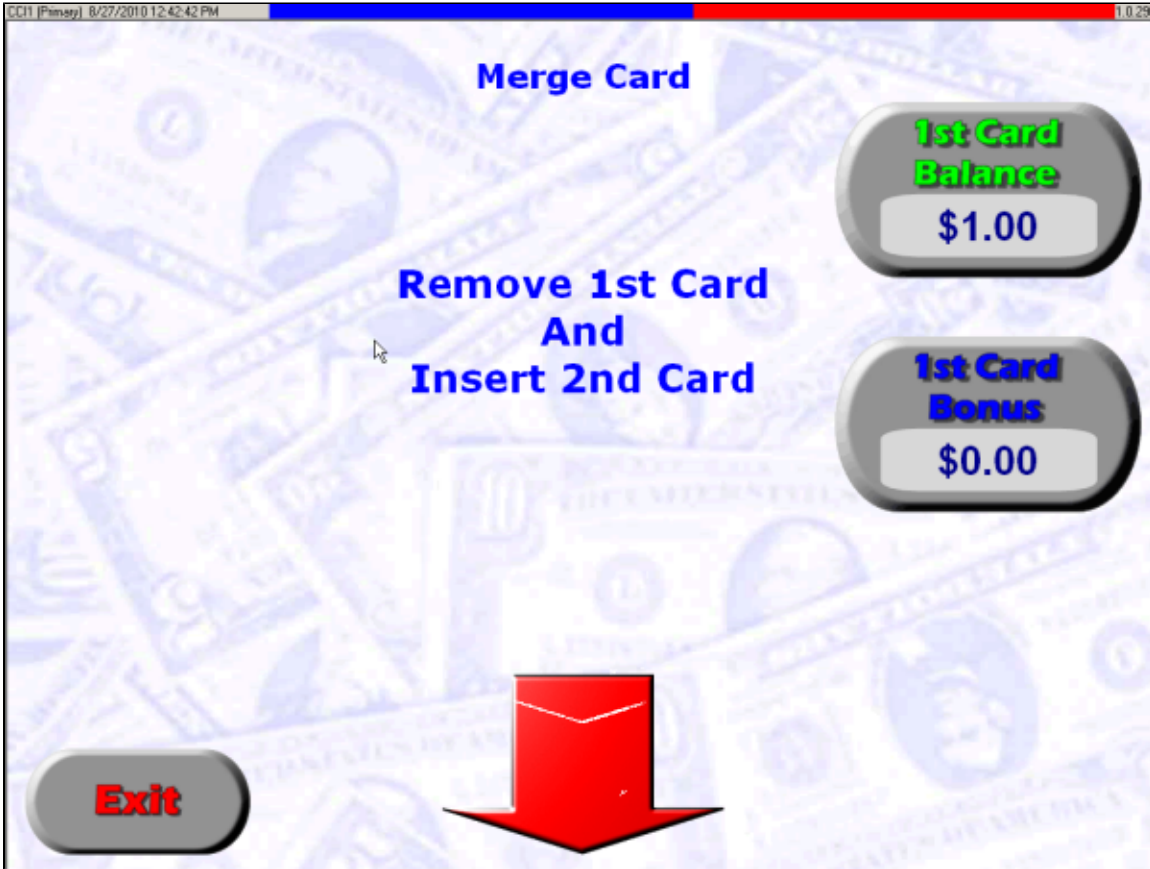 CCI1 (Primary) 8/27/2010 12:42:42 PM
1.0.29
Merge Card
1st Card
Balance
$1.00
Remove 1st Card
And
Insert 2nd Card
1st Card
Bonus
$0.00
Exit